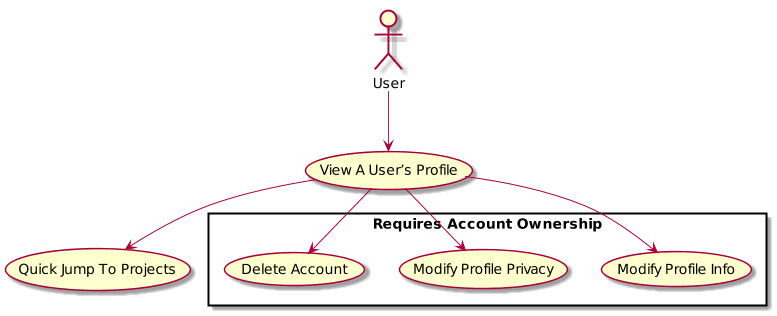 User
View A User's Profile
Requires Account Ownership
Quick Jump To Projects
Delete Account
Modify Profile Privacy
Modify Profile Info